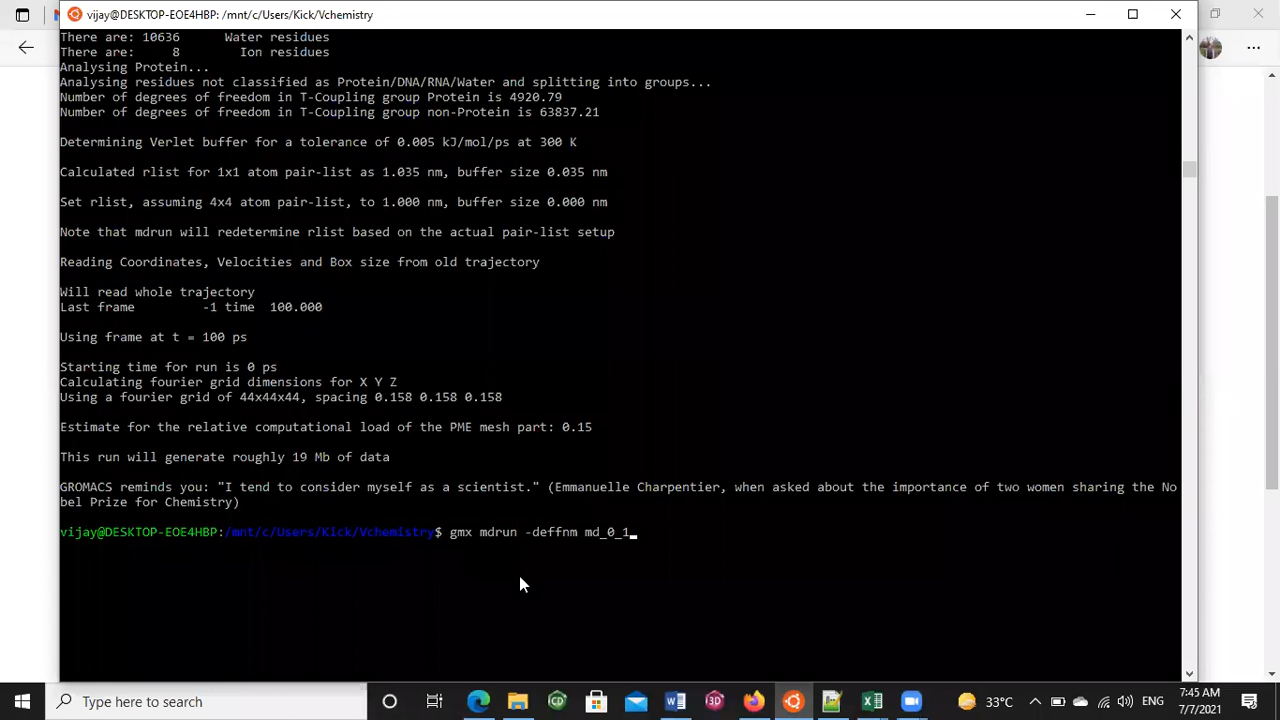 vijay@DESKTOP-EOE4HBP: /mnt/c/Users/Kick/Vchemistry
There are: 10636      Water residues
There are:     8        Ion residues
Analysing Protein...
Analysing residues not classified as Protein/DNA/RNA/Water and splitting into groups...
Number of degrees of freedom in T-Coupling group Protein is 4920.79
Number of degrees of freedom in T-Coupling group non-Protein is 63837.21
Determining Verlet buffer for a tolerance of 0.005 kJ/mol/ps at 300 K
Calculated rlist for 1x1 atom pair-list as 1.035 nm, buffer size 0.035 nm
Set rlist, assuming 4x4 atom pair-list, to 1.000 nm, buffer size 0.000 nm
Note that mdrun will redetermine rlist based on the actual pair-list setup
Reading Coordinates, Velocities and Box size from old trajectory
Will read whole trajectory
Last frame         -1 time  100.000
Using frame at t = 100 ps
Starting time for run is 0 ps
Calculating fourier grid dimensions for X Y Z
Using a fourier grid of 44x44x44, spacing 0.158 0.158 0.158
Estimate for the relative computational load of the PME mesh part: 0.15
This run will generate roughly 19 Mb of data
GROMACS reminds you: "I tend to consider myself as a scientist." (Emmanuelle Charpentier, when asked about the importance of two women sharing the No
bel Prize for Chemistry)
vijay@DESKTOP-EOE4HBP:/mnt/c/Users/Kick/Vchemistry$ gmx mdrun -deffnm md_0_1
Type here to search
33°C
ENG
7:45 AM
7/7/2021